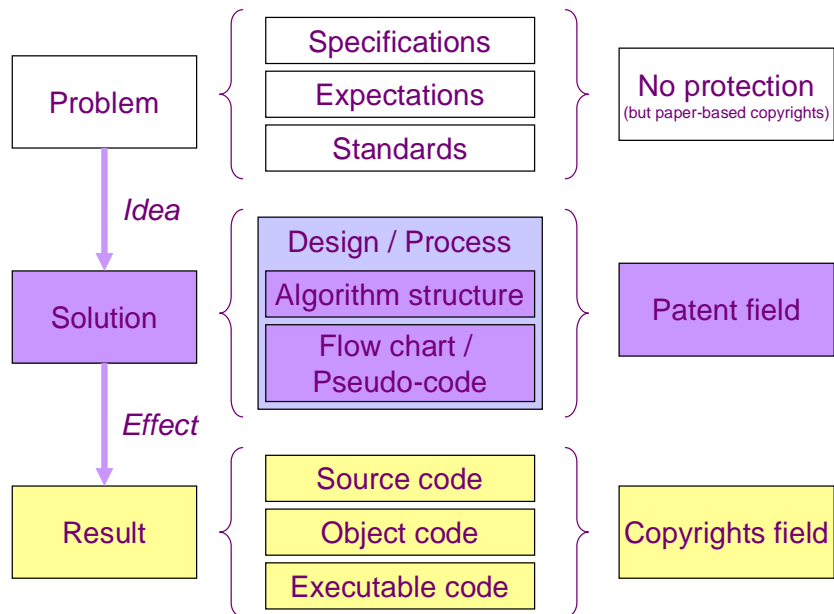 Problem
Specifications
Expectations
Standards
No protection
(but paper-based copyrights)
Idea
Solution
Design / Process
Algorithm structure
Flow chart /
Pseudo-code
Patent field
Effect
Result
Source code
Object code
Executable code
Copyrights field